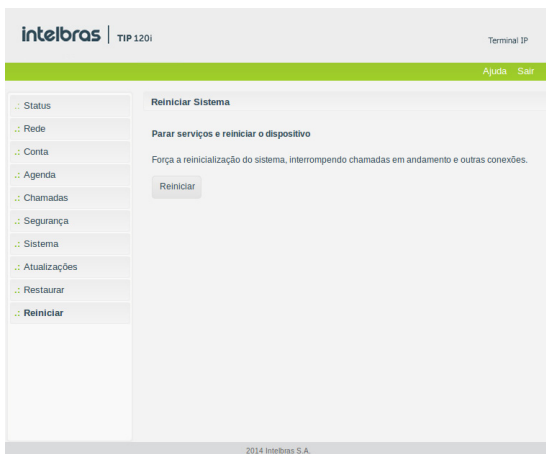 intelbras | TIP 120i
Terminal IP
Ajuda Sair
.: Status
.: Rede
.: Conta
.: Agenda
.: Chamadas
.: Segurança
.: Sistema
.: Atualizações
.: Restaurar
.: Reiniciar
Reiniciar Sistema
Parar serviços e reiniciar o dispositivo
Força a reinicialização do sistema, interrompendo chamadas em andamento e outras conexões.
Reiniciar
2014 Intelbras S.A.